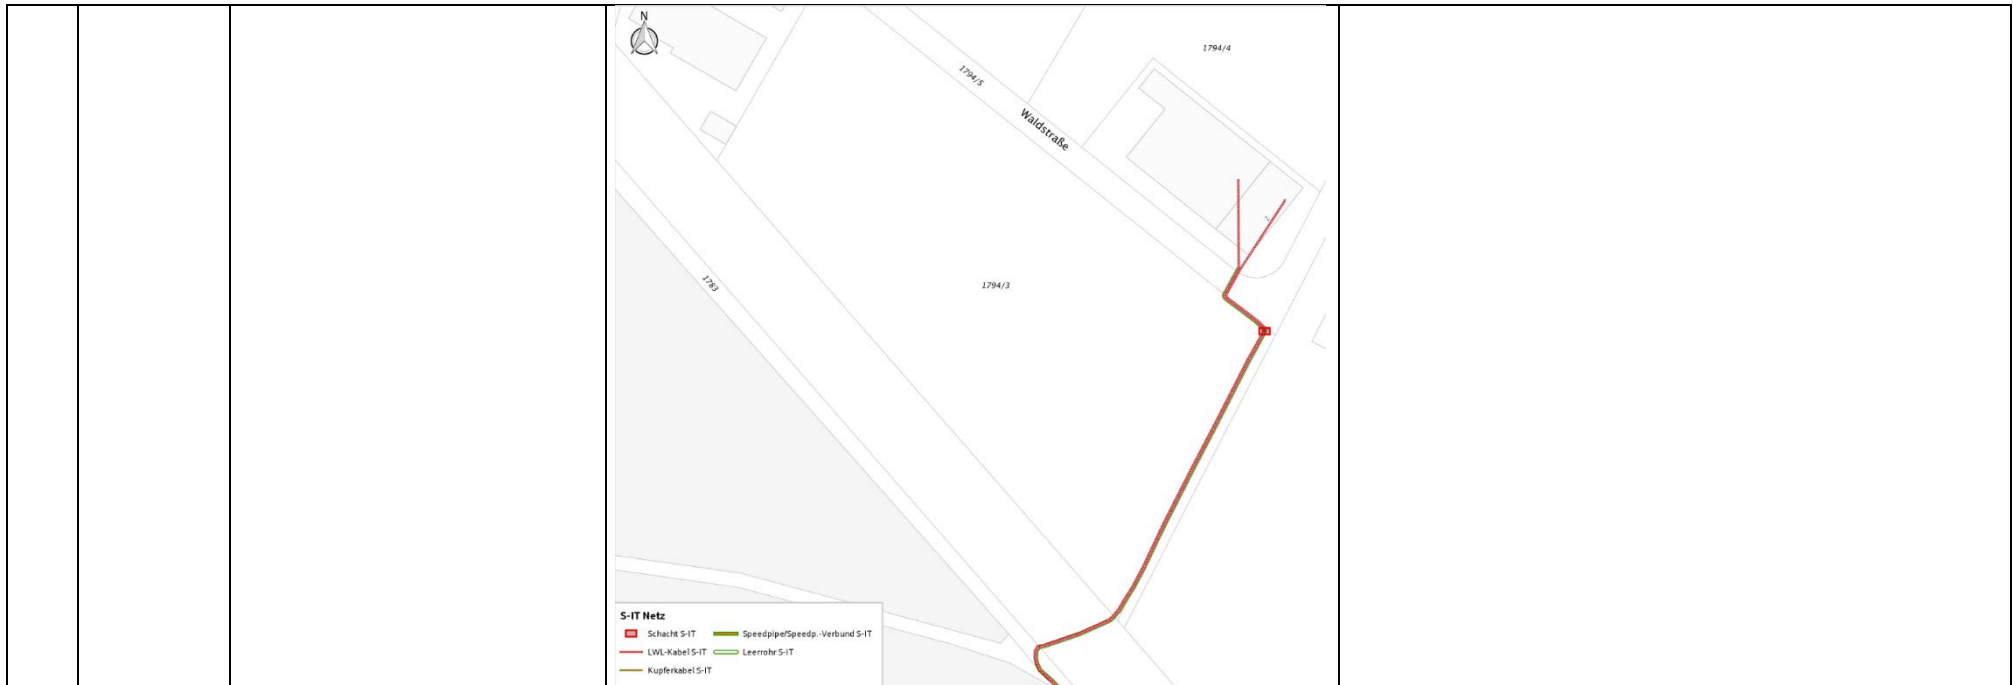 N
1794/4
1794/5
Waldstraße
1783
1794/3
S-IT Netz
Schacht S-IT
Speedpipe/Speedp.-Verbund S-IT
LWL-Kabel S-IT
Leerrohr S-IT
Kupferkabel S-IT